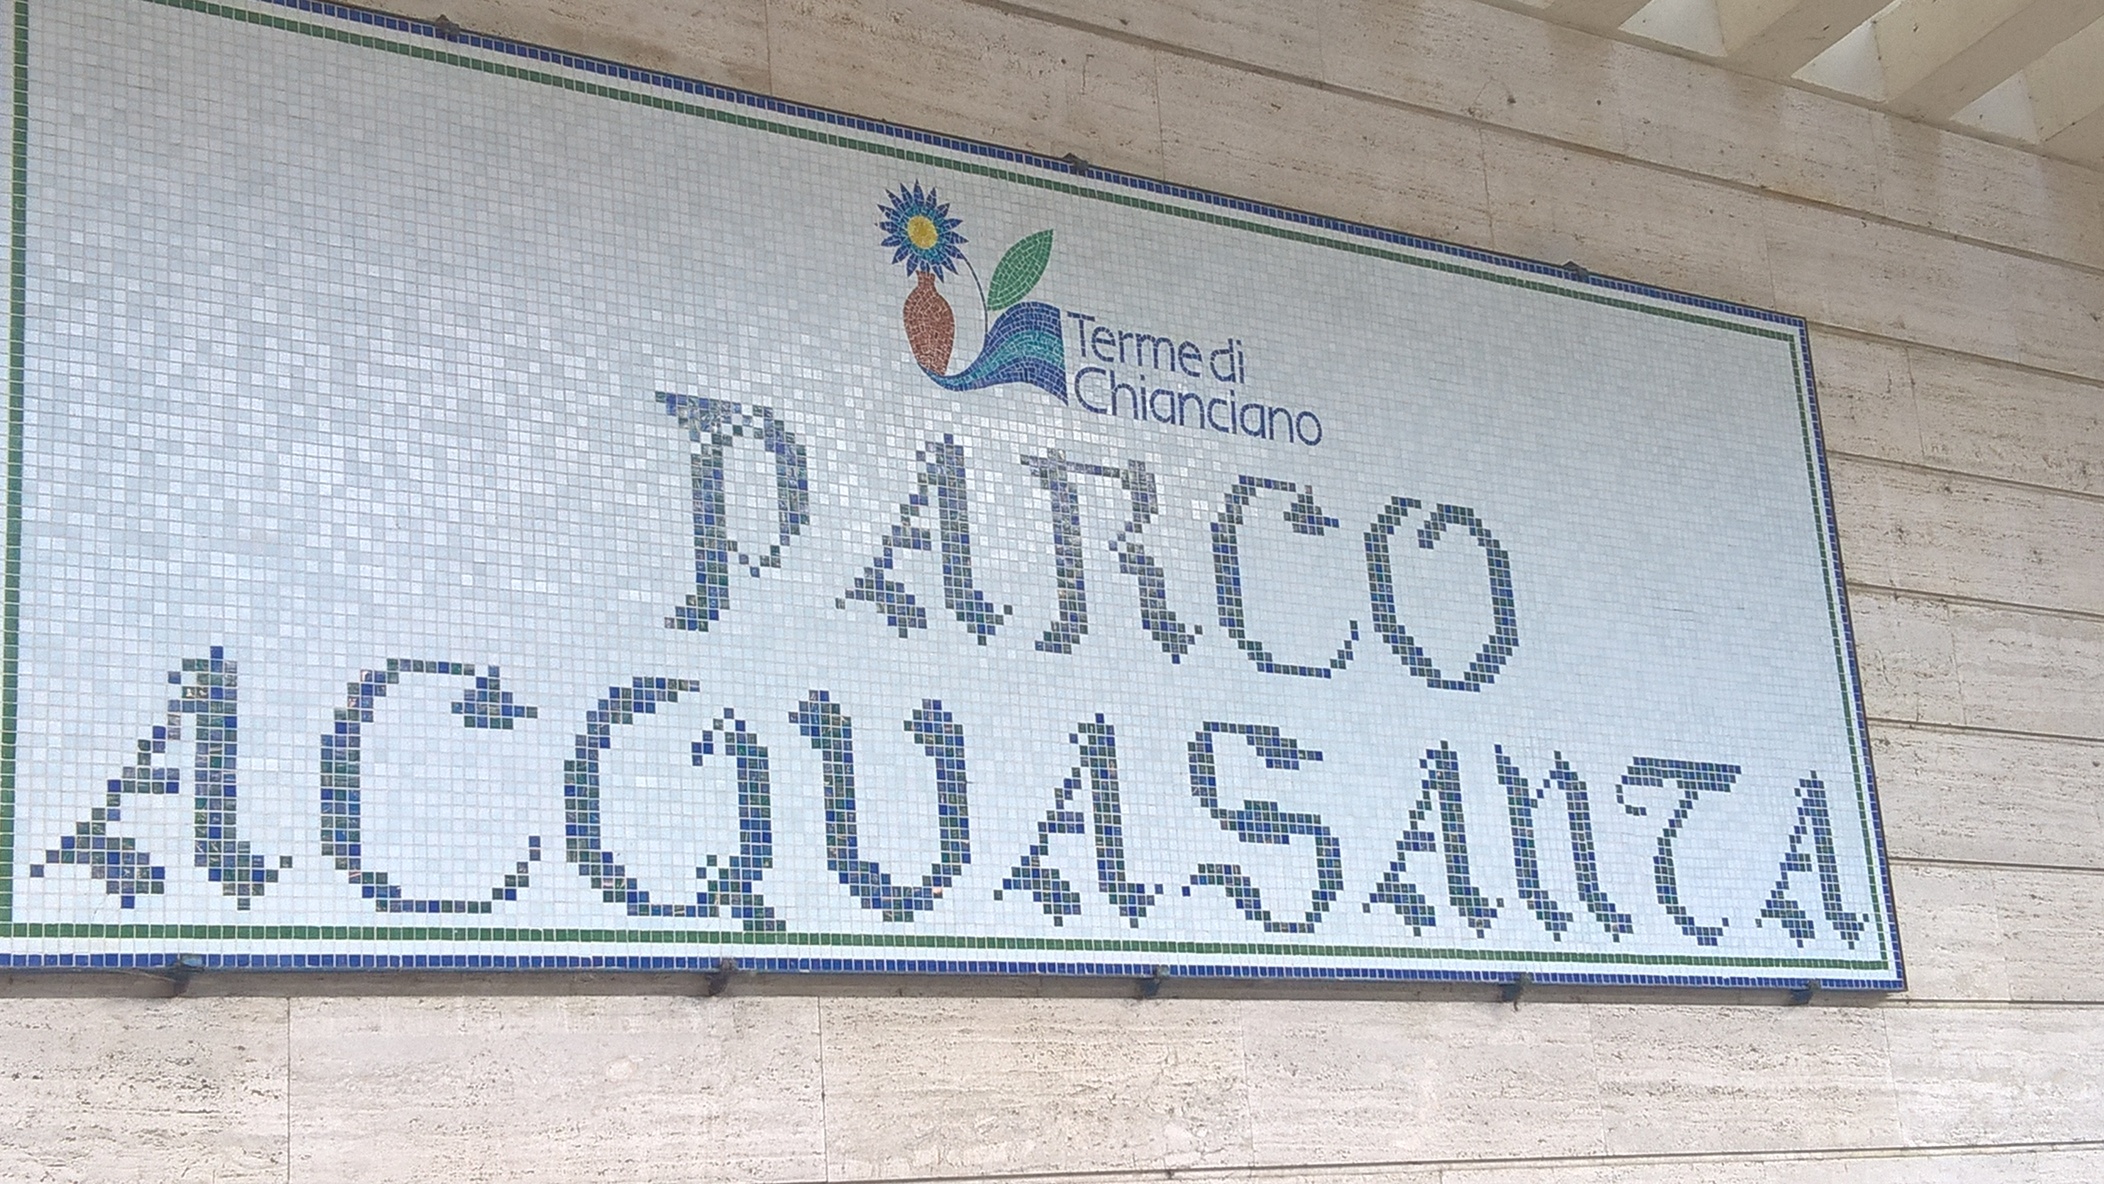 Terme di
Chianciano
PARCO
ACQUASANTA